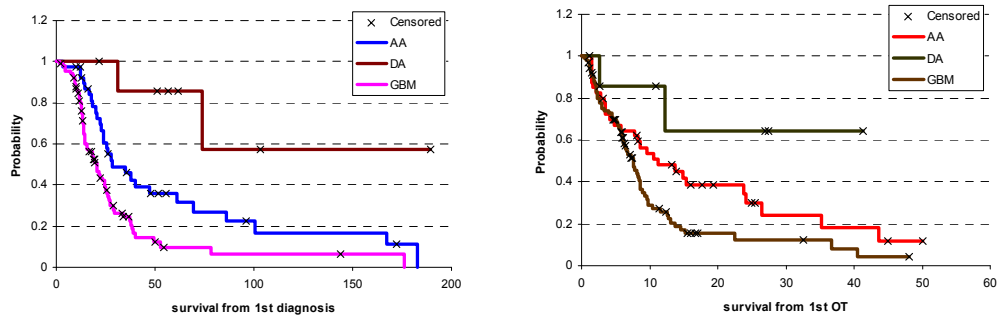 1.2
1
0.8
0.6
0.4
0.2
0
Probability
0
50
100
150
200
survival from 1st diagnosis
Censored
AA
DA
GBM
1.2
1
0.8
0.6
0.4
0.2
0
Probability
0
10
20
30
40
50
60
survival from 1st OT
Censored
AA
DA
GBM